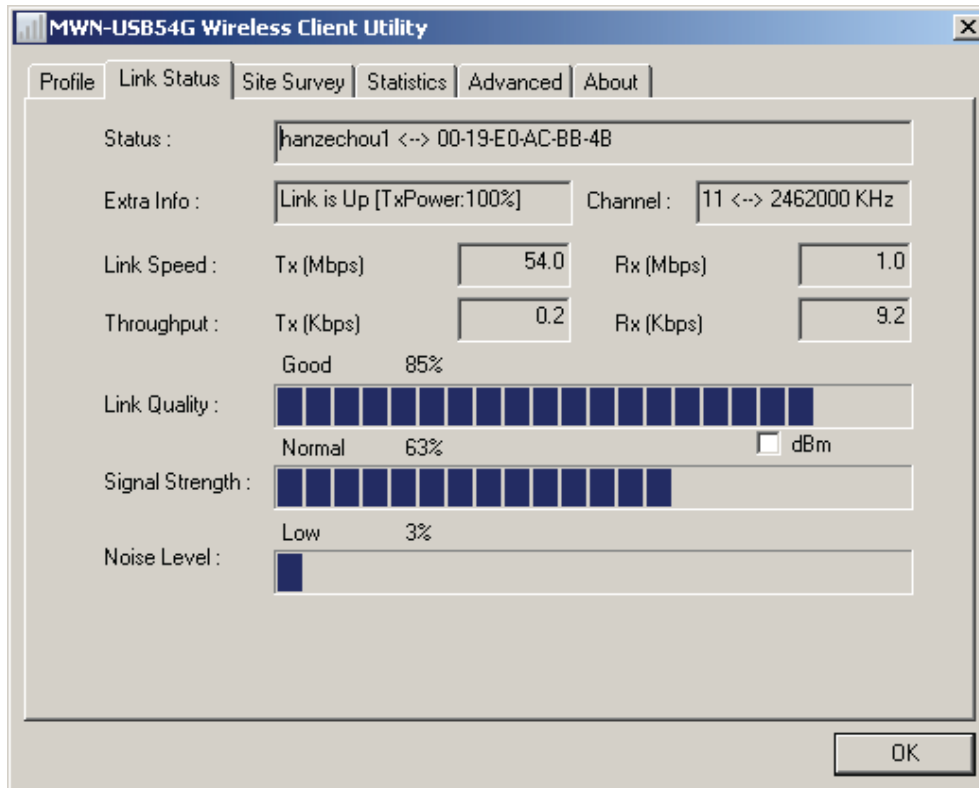 MWN-USB54G Wireless Client Utility
Profile Link Status Site Survey Statistics Advanced About
Status : hanzechou1 <--> 00-19-E0-AC-BB-4B
Extra Info : Link is Up [TxPower:100%] Channel : 11 <--> 2462000 KHz
Link Speed : Tx (Mbps) 54.0 Rx (Mbps) 1.0
Throughput : Tx (Kbps) 0.2 Rx (Kbps) 9.2
Good 85%
Link Quality :
Normal 63% dBm
Signal Strength :
Low 3%
Noise Level :
OK